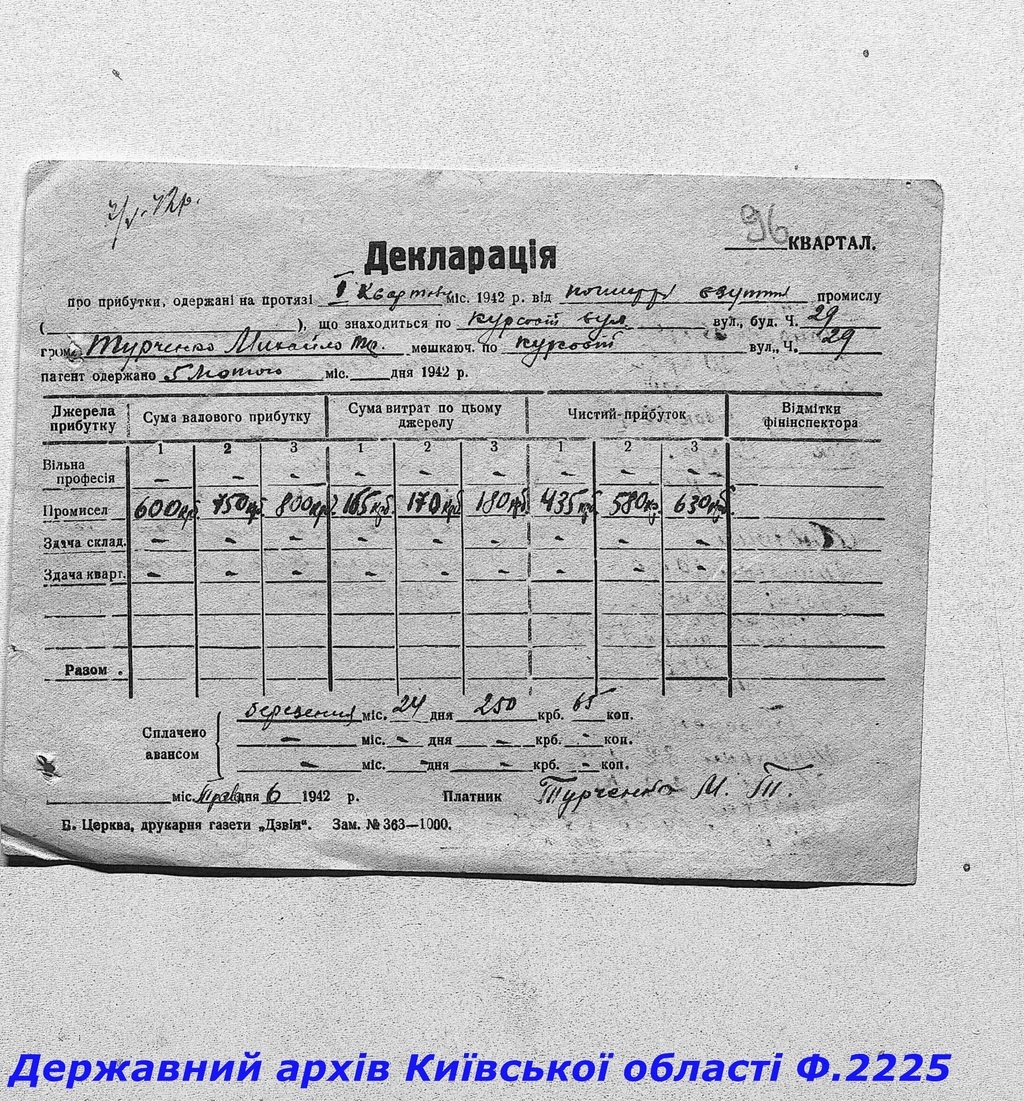 7/V.42р.
96 КВАРТАЛ.
Декларація
про прибутки, одержані на протязі I Квартовы міс. 1942 р. від пошиття взуття промислу
( ), що знаходиться по курсовій вул. вул., буд. Ч. 29
гром. Турченко Михайло мешкаюч. по курсовій вул., Ч. 29
патент одержано 5 Лютого міс. дня 1942 р.
Джерела прибутку Сума валового прибутку Сума витрат по цьому джерелу Чистий-прибуток Відмітки фінінспектора
1 2 3 1 2 3 1 2 3
Вільна професія – – – – – – – – –
Промисел 600крб. 750крб 800крб 165крб. 170крб 180крб. 435крб. 580крб. 630крб.
Здача склад. – – – – – – – – –
Здача кварт. – – – – – – – – –
Разом .
Сплачено авансом
березення міс. 24 дня 250 крб. 65 коп.
– міс. – дня – крб. – коп.
– міс. – дня – крб. – коп.
міс. Трав дня 6 1942 р. Платник Турченко М. Т.
Б. Церква, друкарня газети „Дзвін“. Зам. № 363—1000.
Державний архів Київської області Ф.2225